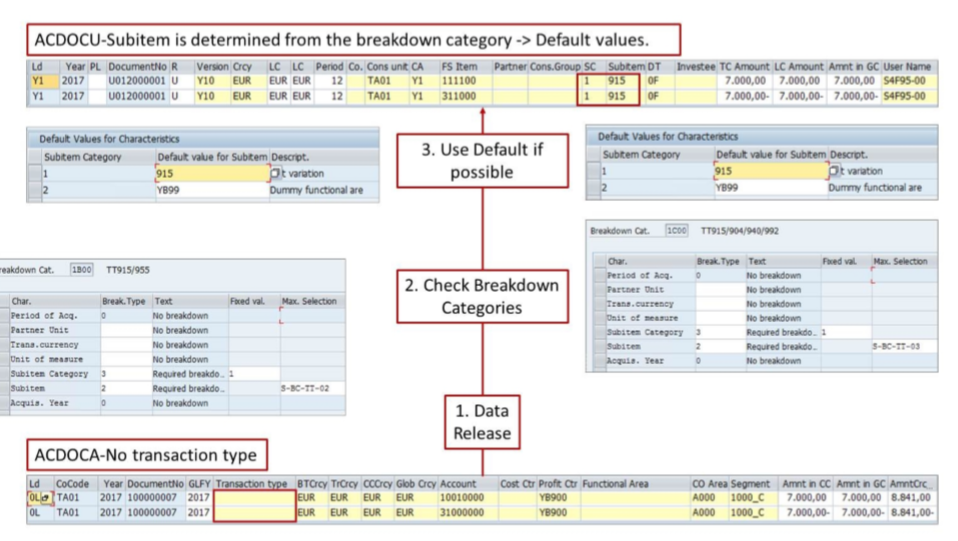 ACDOCU-Subitem is determined from the breakdown category -> Default values.
Ld Year PL DocumentNo R Version Crcy LC LC Period Co. Cons unit CA FS Item Partner Cons.Group SC Subitem DT Investee TC Amount LC Amount Amnt in GC User Name
Y1 2017 U012000001 U Y10 EUR EUR EUR 12 TA01 Y1 111100 1 915 0F 7.000,00 7.000,00 7.000,00 S4F95-00
Y1 2017 U012000001 U Y10 EUR EUR EUR 12 TA01 Y1 311000 1 915 0F 7.000,00- 7.000,00- 7.000,00- S4F95-00
Default Values for Characteristics
Subitem Category Default value for Subitem Descript.
1 915 t variation
2 YB99 Dummy functional are
3. Use Default if
possible
Default Values for Characteristics
Subitem Category Default value for Subitem Descript.
1 915 t variation
2 YB99 Dummy functional are
Breakdown Cat. 1C00 TT915/904/940/992
Char. Break.Type Text Fixed val. Max. Selection
Period of Acq. 0 No breakdown
Partner Unit No breakdown
Trans.currency No breakdown
Unit of measure No breakdown
Subitem Category 3 Required breakdo.. 1
Subitem 2 Required breakdo.. S-BC-TT-03
Acquis. Year 0 No breakdown
reakdown Cat. 1B00 TT915/955
Char. Break.Type Text Fixed val. Max. Selection
Period of Acq. 0 No breakdown
Partner Unit No breakdown
Trans.currency No breakdown
Unit of measure No breakdown
Subitem Category 3 Required breakdo.. 1
Subitem 2 Required breakdo.. S-BC-TT-02
Acquis. Year 0 No breakdown
2. Check Breakdown
Categories
1. Data
Release
ACDOCA-No transaction type
Ld CoCode Year DocumentNo GLFY Transaction type BTCrcy TrCrcy CCCrcy Glob Crcy Account Cost Ctr Profit Ctr Functional Area CO Area Segment Amnt in CC Amnt in GC AmntCrc_
0L TA01 2017 100000007 2017 EUR EUR EUR EUR 10010000 YB900 A000 1000_C 7.000,00 7.000,00 8.841,00
0L TA01 2017 100000007 2017 EUR EUR EUR EUR 31000000 YB900 A000 1000_C 7.000,00- 7.000,00- 8.841,00-